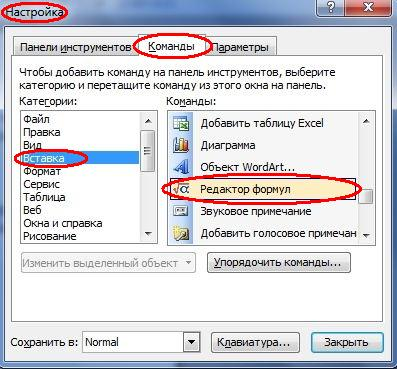 Настройка
Панели инструментов Команды Параметры
Чтобы добавить команду на панель инструментов, выберите
категорию и перетащите команду из этого окна на панель.
Категории:
Файл
Правка
Вид
Вставка
Формат
Сервис
Таблица
Веб
Окна и справка
Рисование
Команды:
Добавить таблицу Excel
Диаграмма
Объект WordArt...
Редактор формул
Звуковое примечание
Добавить голосовое примечан
Изменить выделенный объект
Упорядочить команды...
Сохранить в: Normal
Клавиатура...
Закрыть